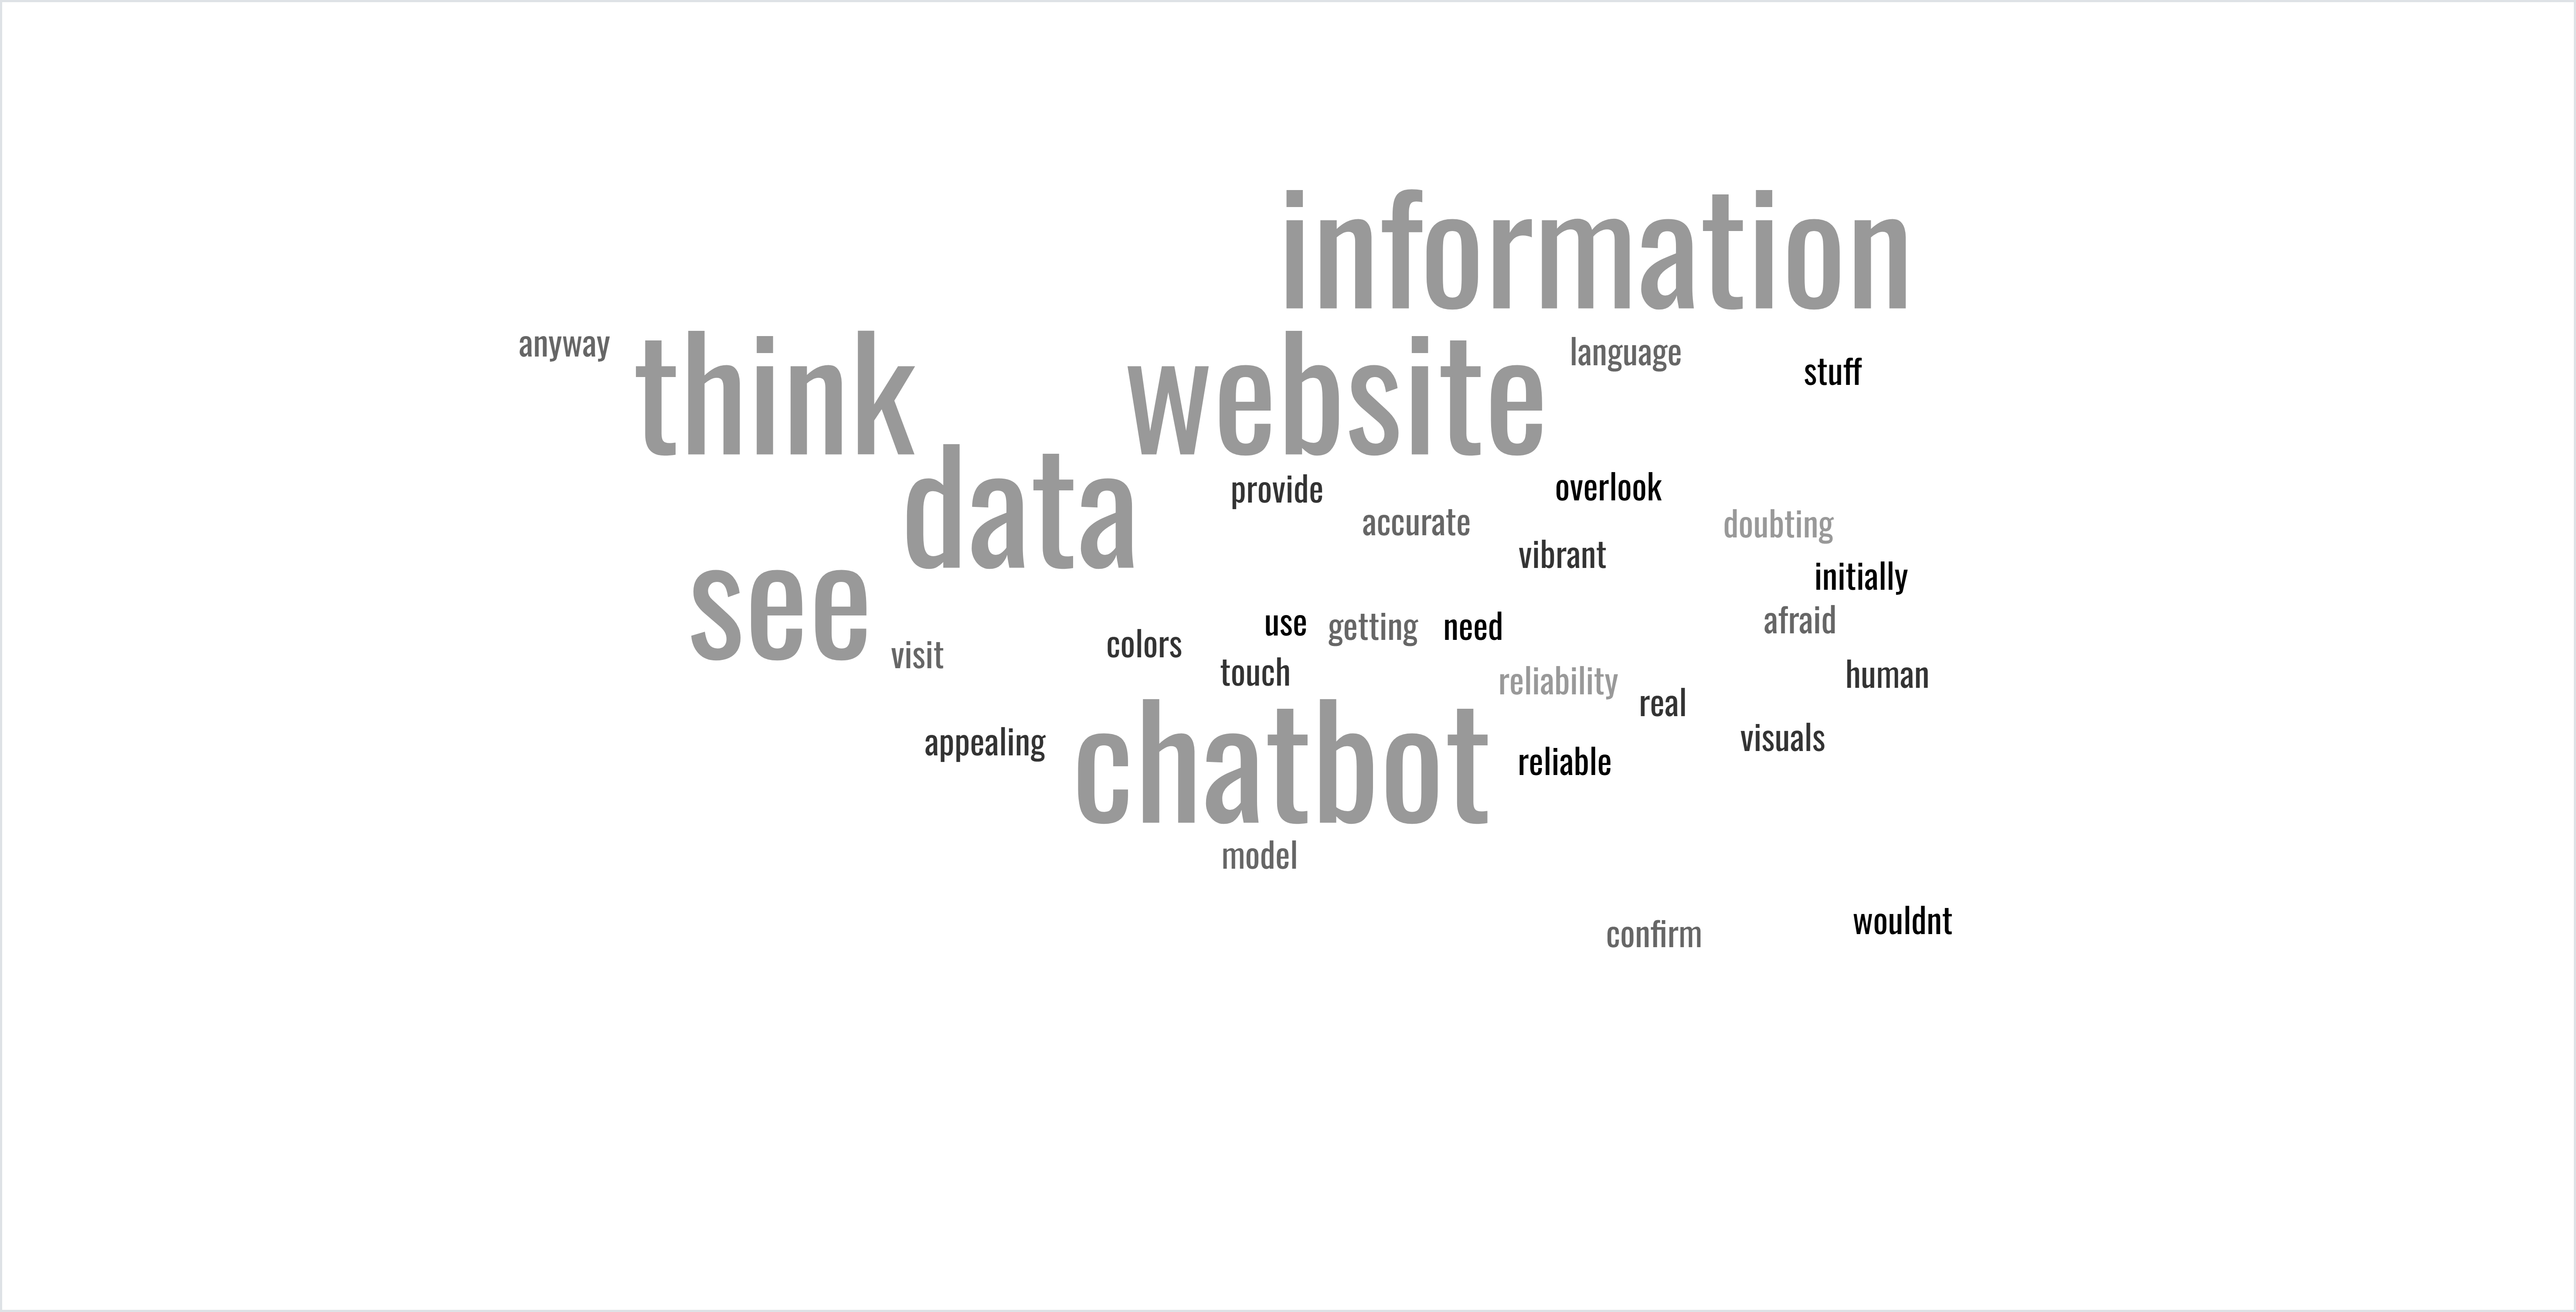 information
anyway
think
website
language
stuff
data
provide
overlook
accurate
doubting
vibrant
initially
see
visit
colors
use
getting
need
afraid
touch
reliability
human
real
appealing
chatbot
reliable
visuals
model
confirm
wouldnt